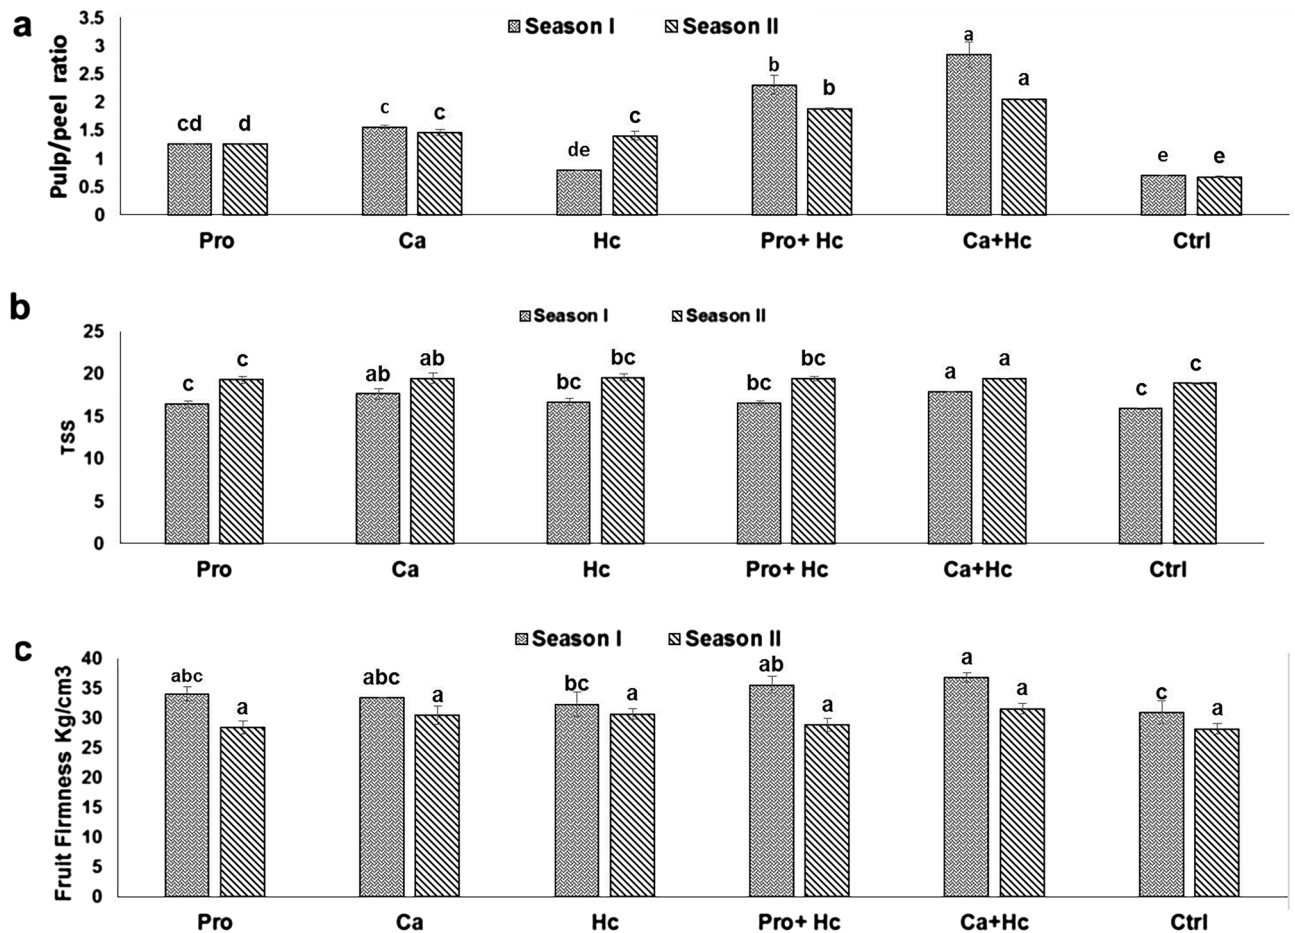 a
Season I Season II
Pulp/peel ratio
3.5
3
2.5
2
1.5
1
0.5
0
cd d c c de c b b a a e e
Pro Ca Hc Pro+ Hc Ca+Hc Ctrl
b
Season I Season II
TSS
25
20
15
10
5
0
c c ab ab bc bc bc bc a a c c
Pro Ca Hc Pro+ Hc Ca+Hc Ctrl
c
Season I Season II
Fruit Firmness Kg/cm3
40
35
30
25
20
15
10
5
0
abc a abc a bc a ab a a a c a
Pro Ca Hc Pro+ Hc Ca+Hc Ctrl